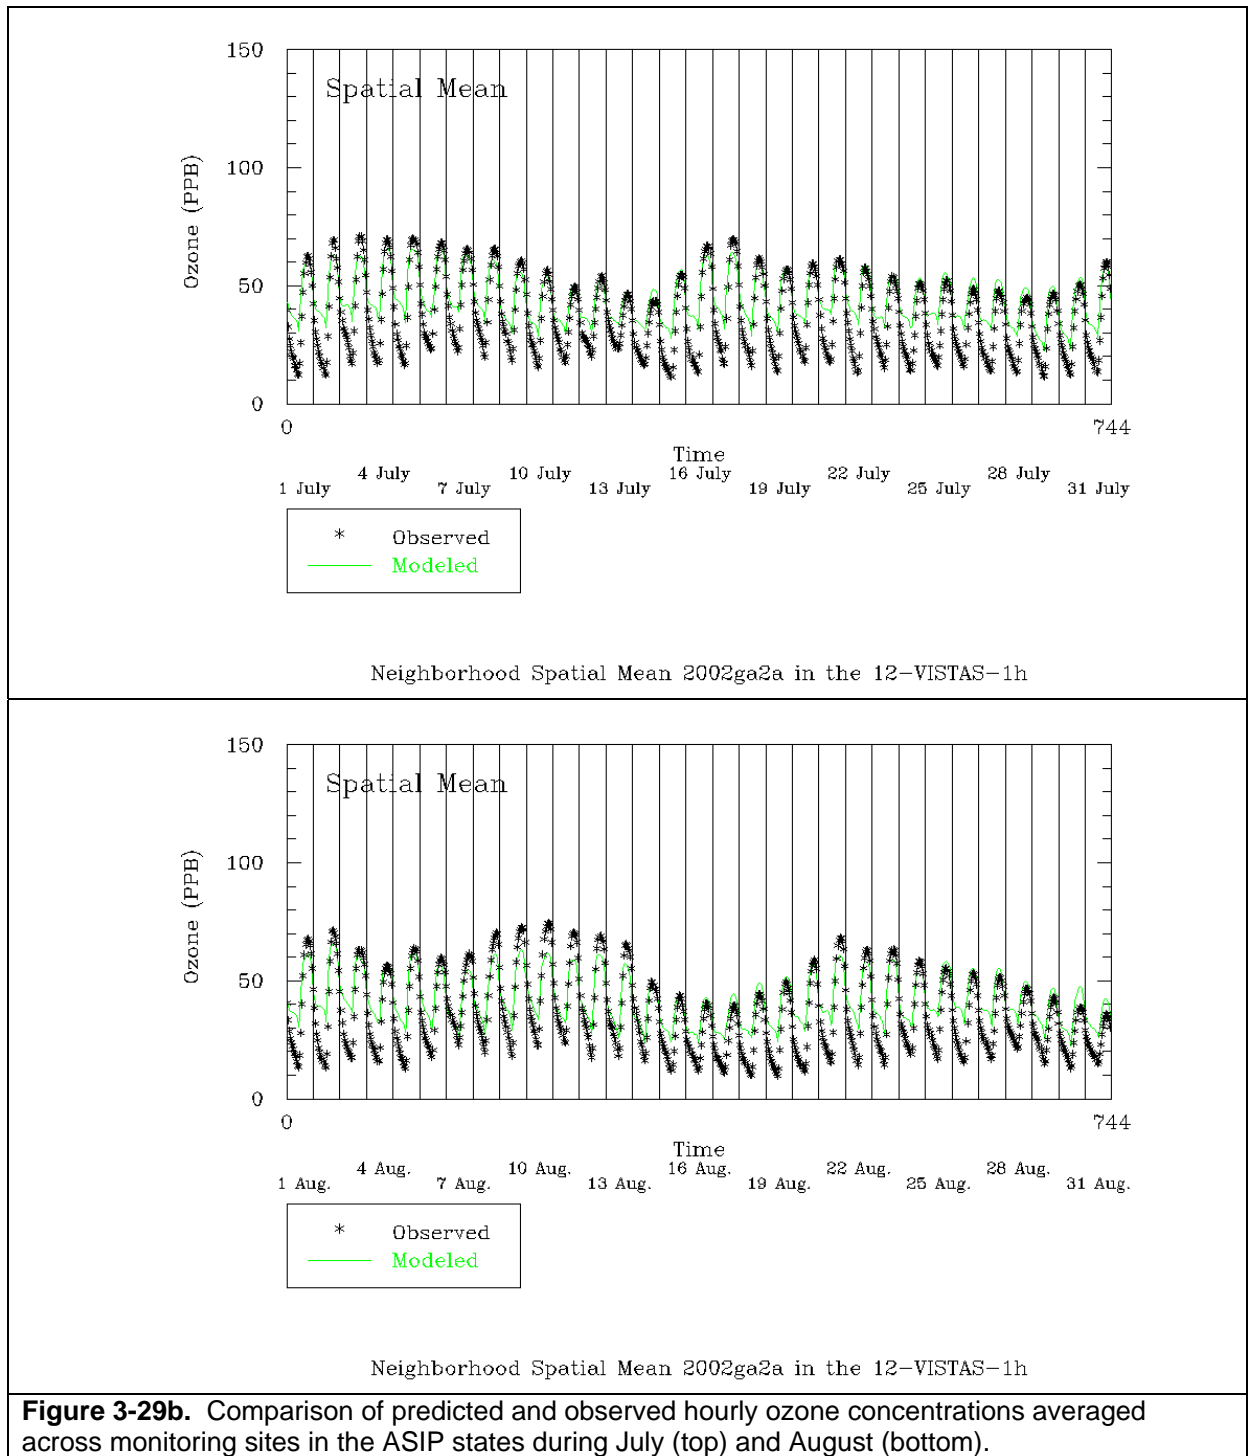 150
Spatial Mean
100
Ozone (PPB)
50
0
0
744
Time
4 July 10 July 16 July 22 July 28 July
1 July 7 July 13 July 19 July 25 July 31 July
* Observed
Modeled
Neighborhood Spatial Mean 2002ga2a in the 12-VISTAS-1h
150
Spatial Mean
100
Ozone (PPB)
50
0
0
744
Time
4 Aug. 10 Aug. 16 Aug. 22 Aug. 28 Aug.
1 Aug. 7 Aug. 13 Aug. 19 Aug. 25 Aug. 31 Aug.
* Observed
Modeled
Neighborhood Spatial Mean 2002ga2a in the 12-VISTAS-1h
Figure 3-29b. Comparison of predicted and observed hourly ozone concentrations averaged
across monitoring sites in the ASIP states during July (top) and August (bottom).